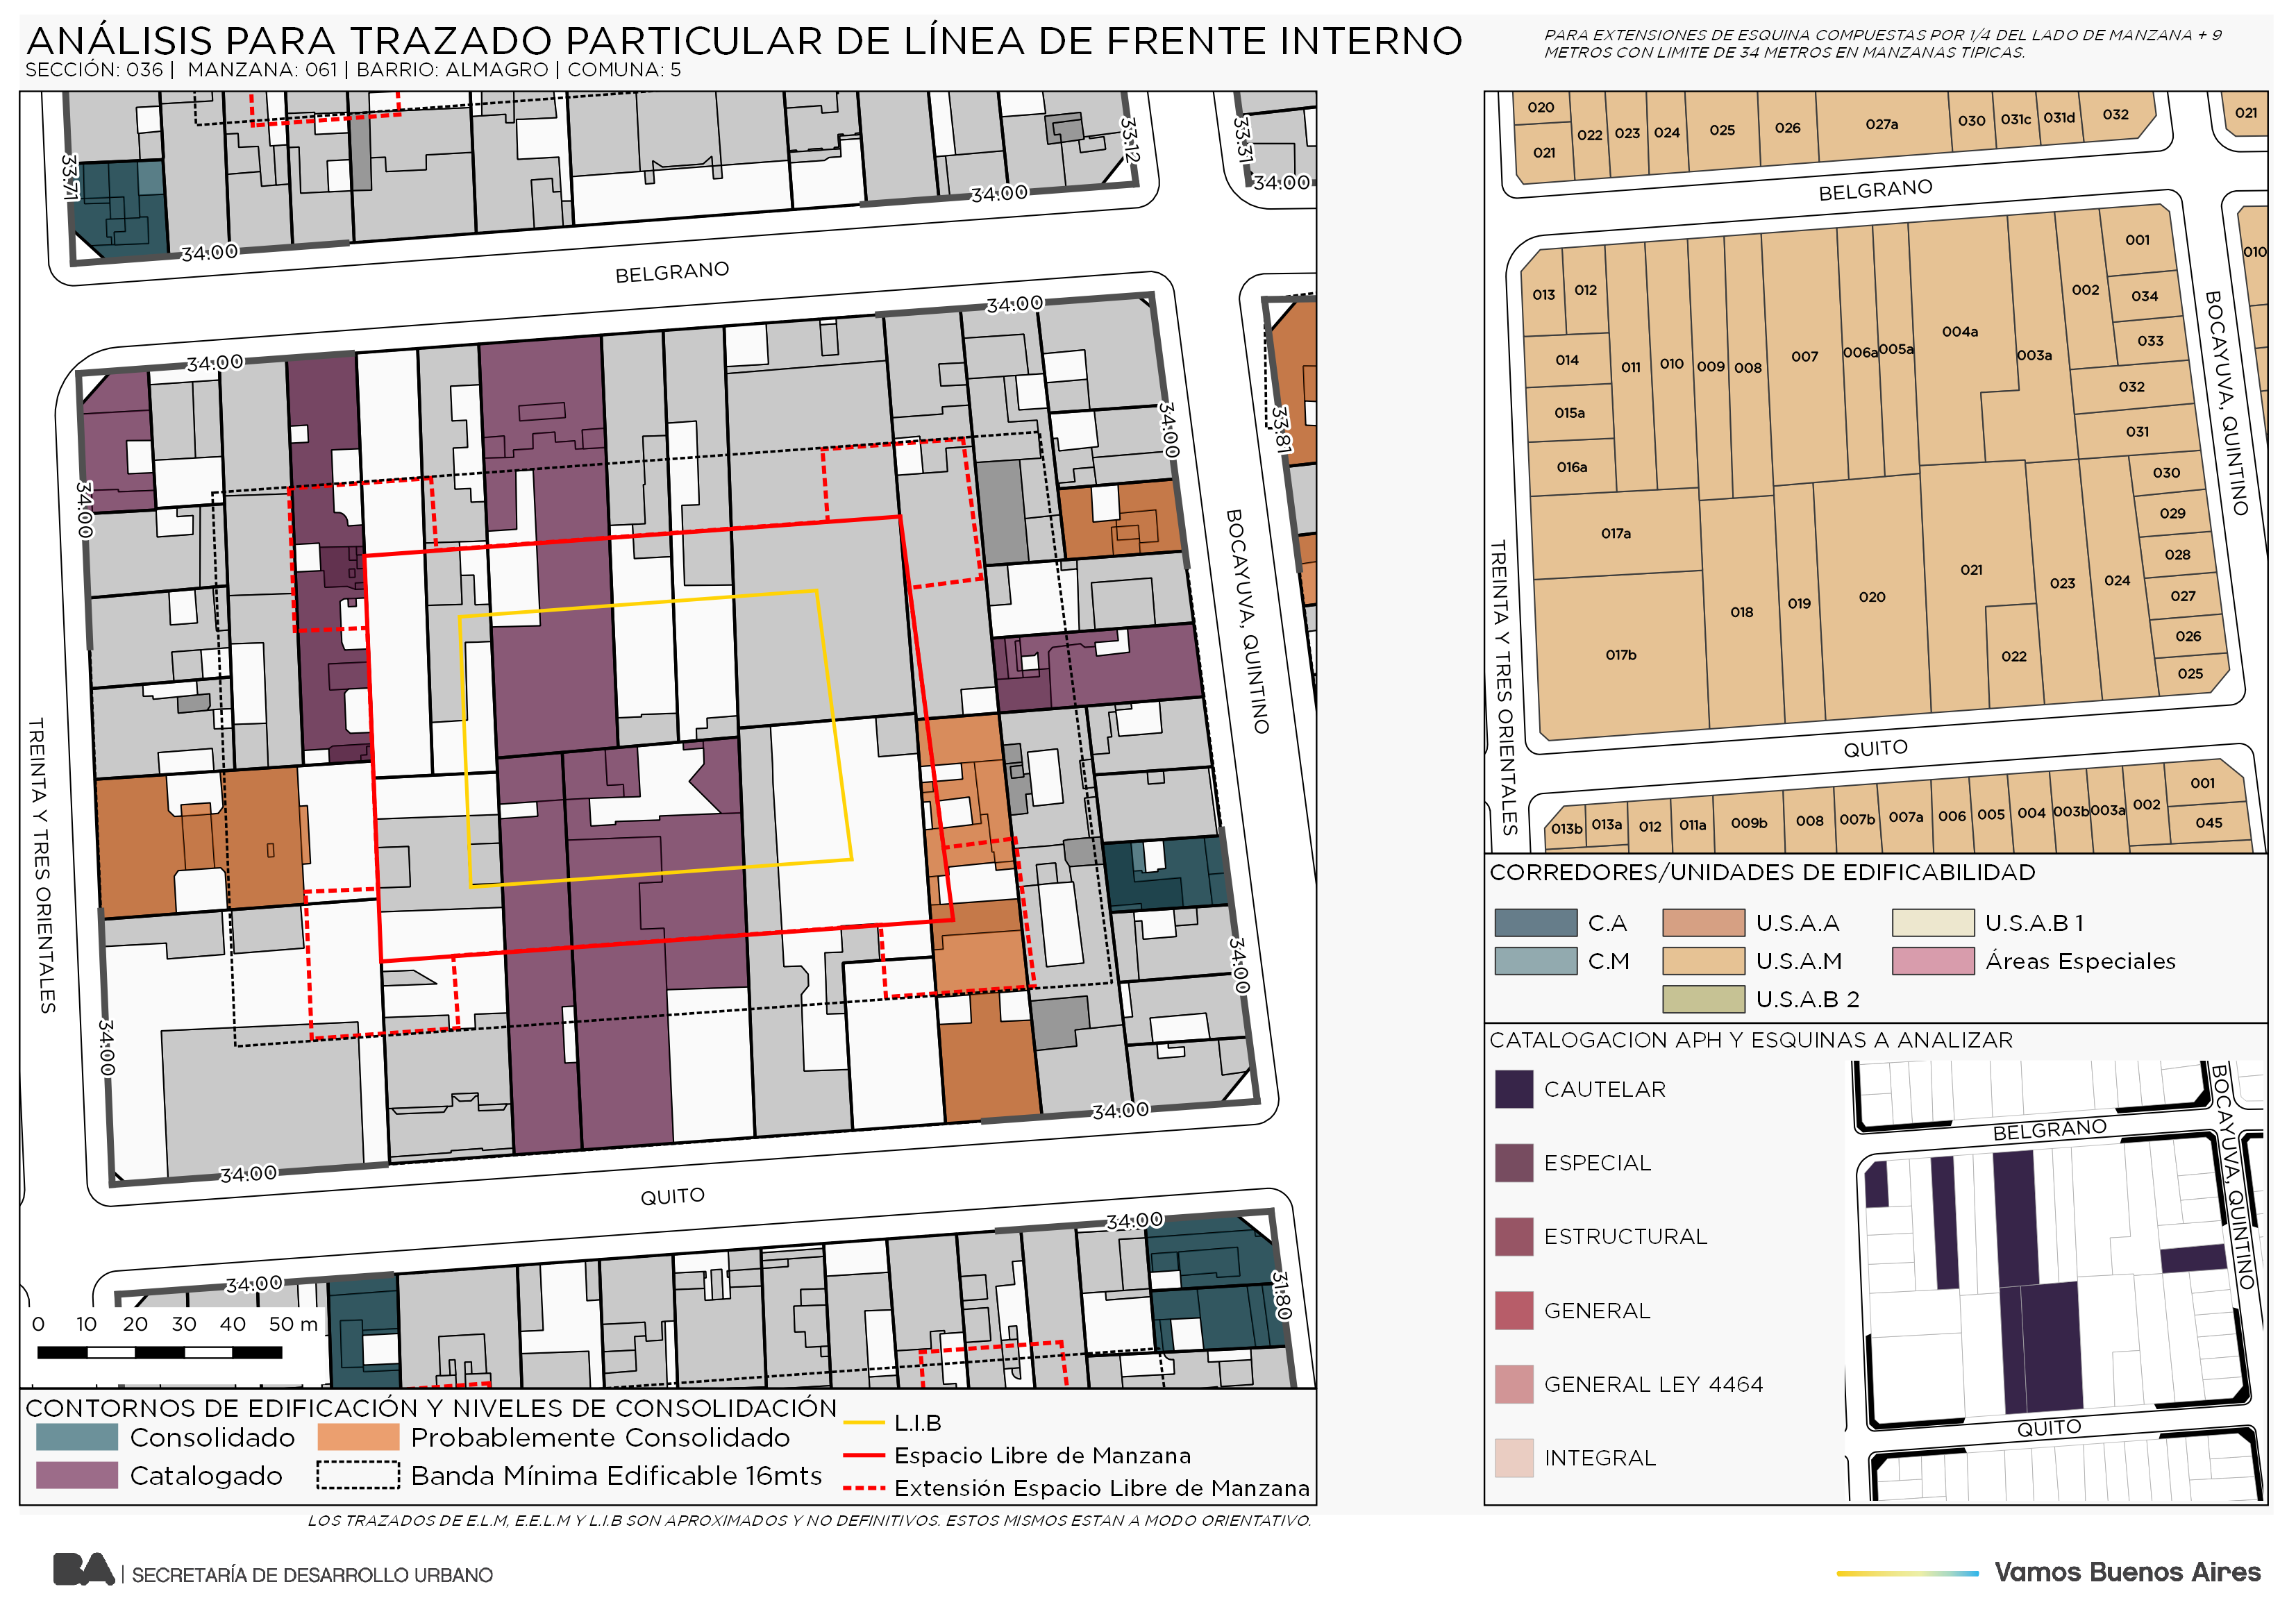 ANÁLISIS PARA TRAZADO PARTICULAR DE LÍNEA DE FRENTE INTERNO
SECCIÓN: 036 | MANZANA: 061 | BARRIO: ALMAGRO | COMUNA: 5
PARA EXTENSIONES DE ESQUINA COMPUESTAS POR 1/4 DEL LADO DE MANZANA + 9
METROS CON LIMITE DE 34 METROS EN MANZANAS TIPICAS.
33.71
34.00
34.00
33.12
33.31
34.00
BELGRANO
34.00
34.00
34.00
34.00
33.81
BOCAYUVA, QUINTINO
TREINTA Y TRES ORIENTALES
34.00
34.00
34.00
34.00
QUITO
34.00
34.00
31.80
0 10 20 30 40 50 m
020
021
022
023
024
025
026
027a
030
031c
031d
032
021
BELGRANO
013
012
014
015a
016a
011
010
009
008
007
006a
005a
004a
003a
002
001
034
033
032
031
010
BOCAYUVA, QUINTINO
017a
017b
018
019
020
021
022
023
024
030
029
028
027
026
025
TREINTA Y TRES ORIENTALES
QUITO
013b
013a
012
011a
009b
008
007b
007a
006
005
004
003b
003a
002
001
045
CORREDORES/UNIDADES DE EDIFICABILIDAD
C.A
U.S.A.A
U.S.A.B 1
C.M
U.S.A.M
Áreas Especiales
U.S.A.B 2
CATALOGACION APH Y ESQUINAS A ANALIZAR
CAUTELAR
ESPECIAL
ESTRUCTURAL
GENERAL
GENERAL LEY 4464
INTEGRAL
BELGRANO
BOCAYUVA, QUINTINO
QUITO
CONTORNOS DE EDIFICACIÓN Y NIVELES DE CONSOLIDACIÓN
Consolidado
Probablemente Consolidado
Catalogado
Banda Mínima Edificable 16mts
L.I.B
Espacio Libre de Manzana
Extensión Espacio Libre de Manzana
LOS TRAZADOS DE E.L.M, E.E.L.M Y L.I.B SON APROXIMADOS Y NO DEFINITIVOS. ESTOS MISMOS ESTAN A MODO ORIENTATIVO.
BA | SECRETARÍA DE DESARROLLO URBANO
Vamos Buenos Aires